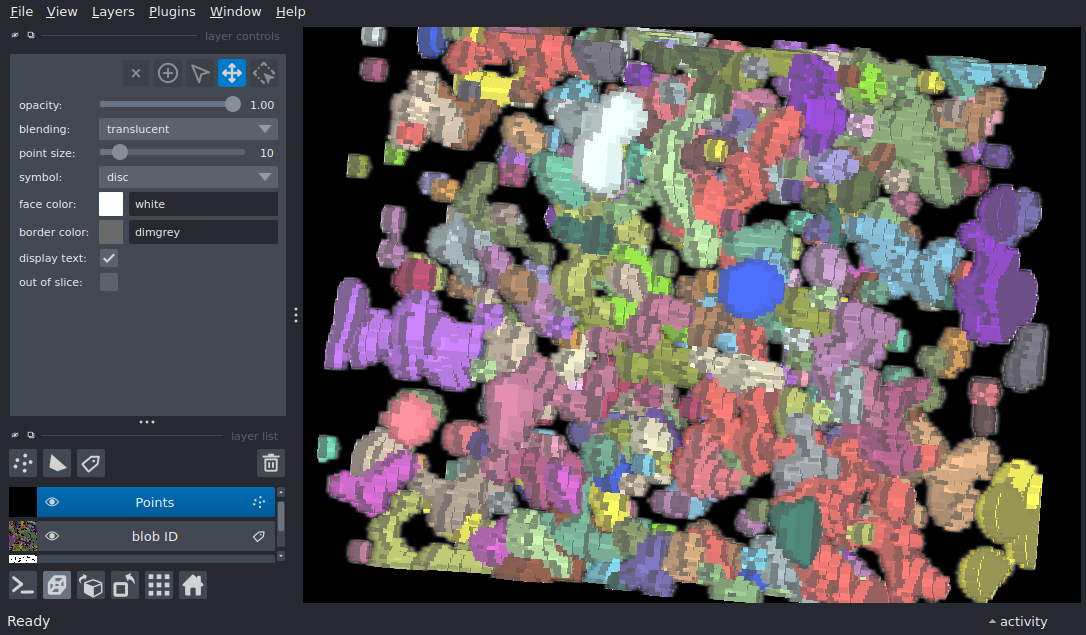 File View Layers Plugins Window Help
layer controls
opacity: 1.00
blending: translucent
point size: 10
symbol: disc
face color: white
border color: dimgrey
display text:
out of slice:
layer list
Points
blob ID
Ready activity